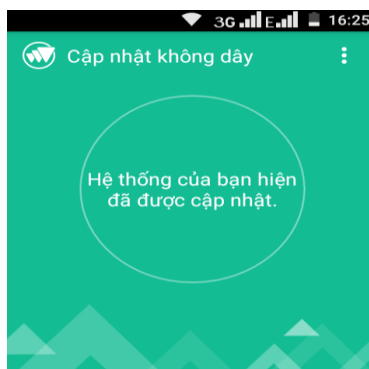 3G E 16:25
Cập nhật không dây
Hệ thống của bạn hiện
đã được cập nhật.